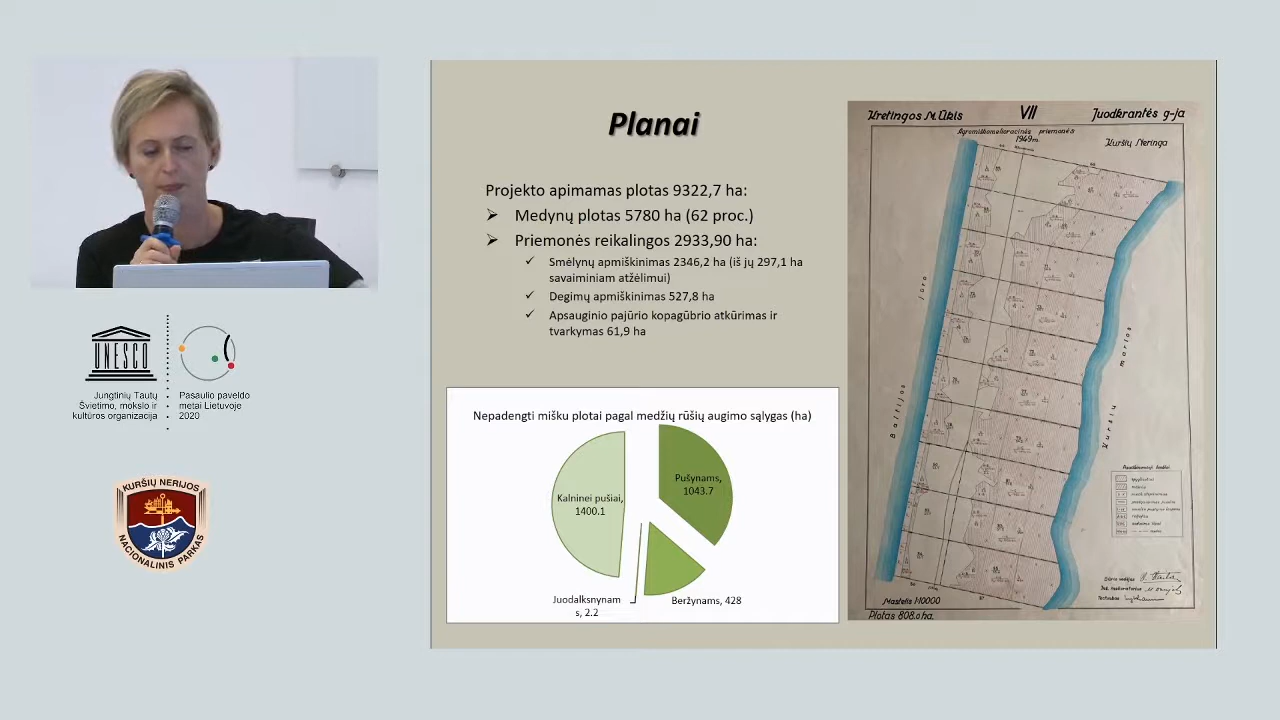 Planai
Projekto apimamas plotas 9322,7 ha:
Medynų plotas 5780 ha (62 proc.)
Priemonės reikalingos 2933,90 ha:
Smėlynų apmiškinimas 2346,2 ha (iš jų 297,1 ha
savaiminiam atžėlimui)
Degimų apmiškinimas 527,8 ha
Apsauginio pajūrio kopagūbrio atkūrimas ir
tvarkymas 61,9 ha
Nepadengti mišku plotai pagal medžių rūšių augimo sąlygas (ha)
Kalninei pušiai,
1400.1
Pušynams,
1043.7
Juodalksnynam
s, 2.2
Beržynams, 428
Kretingos M. Ūkis
VII
Juodkrantės g-ja
Agromiškomelioracinės priemonės
1949m.
Kuršių Neringa
Baltijos jūra
Kuršių marios
Mastelis 1:10000
Plotas 808.0 ha.
UNESCO
Jungtinių Tautų
Švietimo, mokslo ir
kultūros organizacija
Pasaulio paveldo
metai Lietuvoje
2020
KURŠIŲ NERIJOS
NACIONALINIS PARKAS